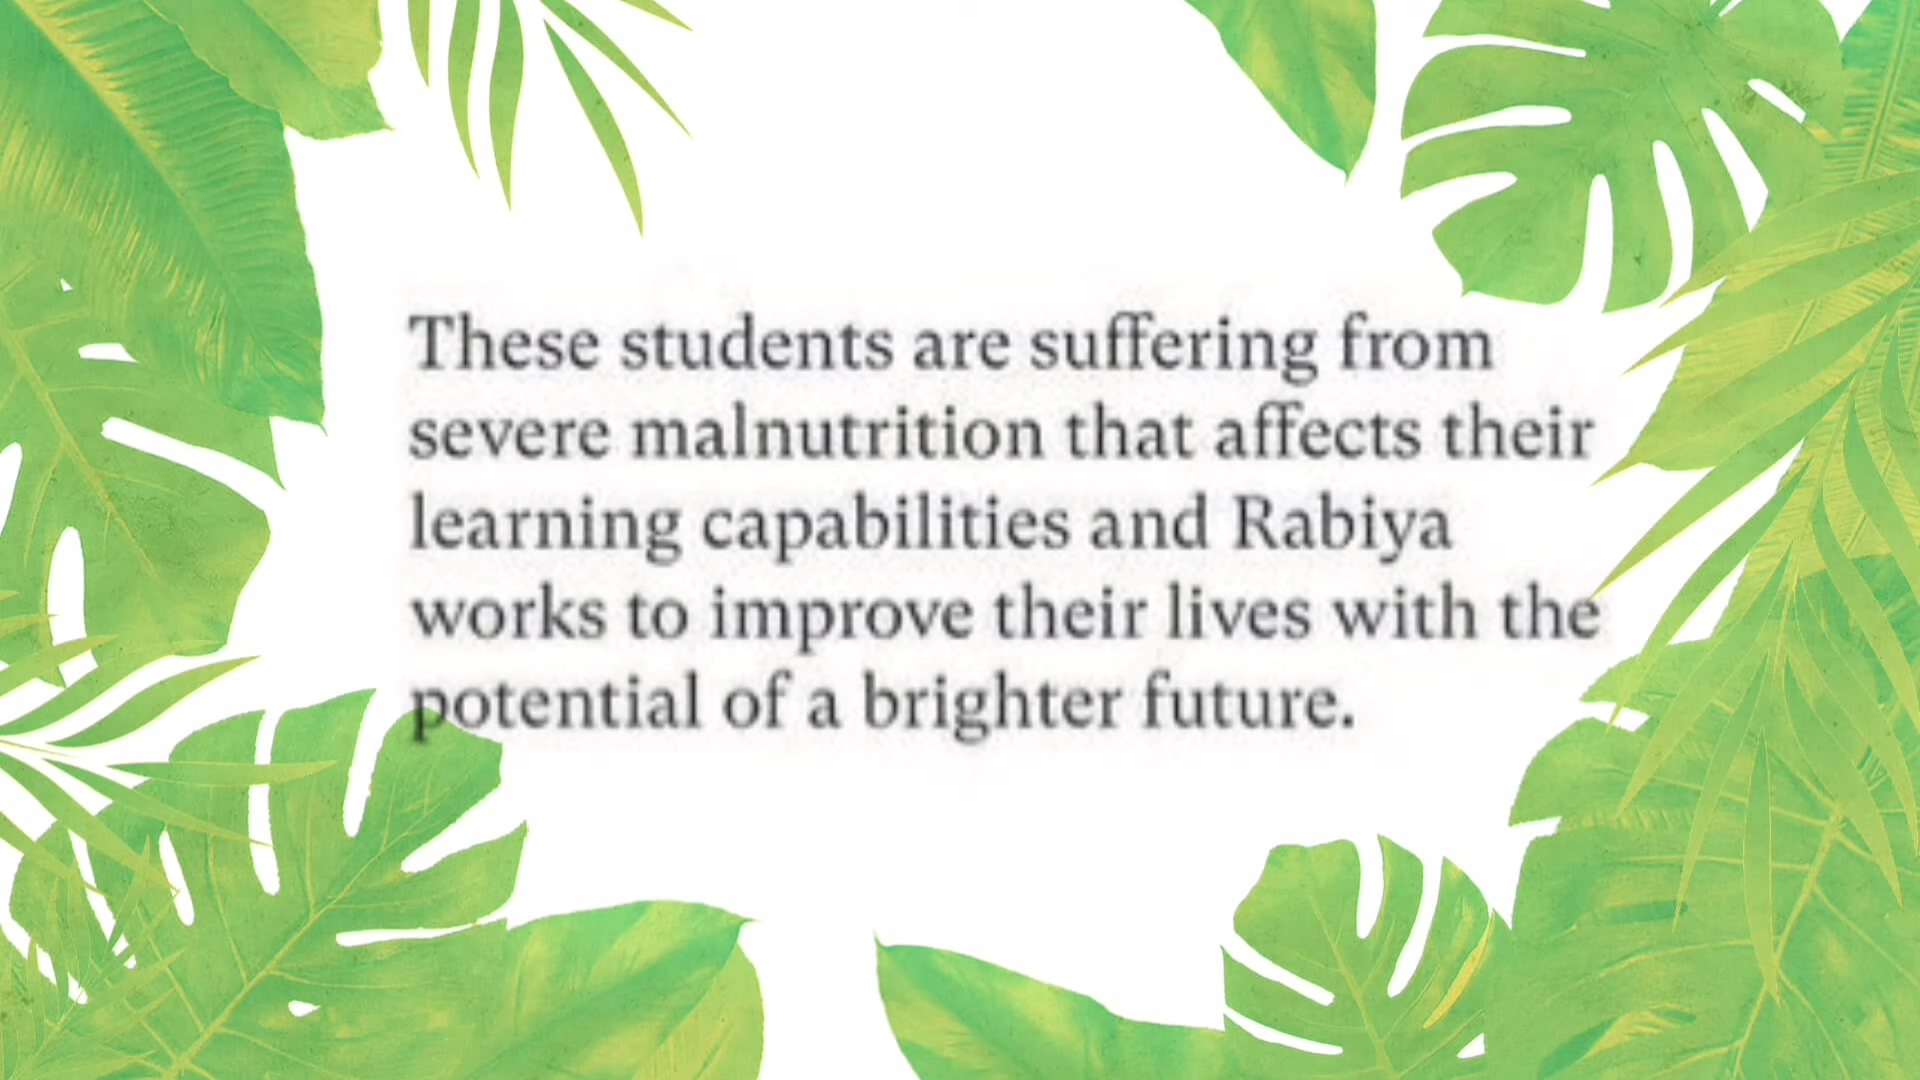 These students are suffering from
severe malnutrition that affects their
learning capabilities and Rabiya
works to improve their lives with the
potential of a brighter future.